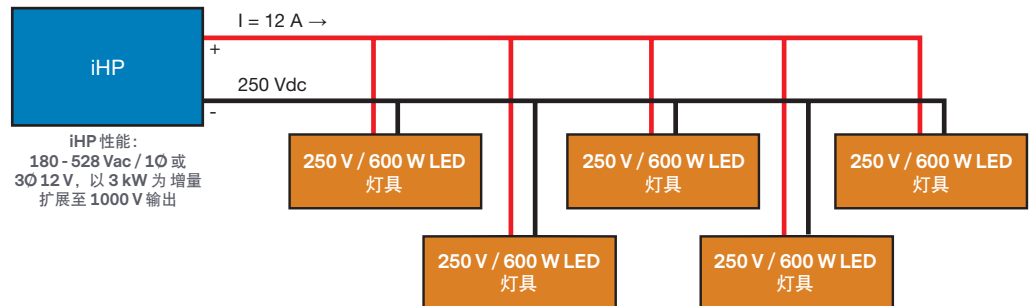 I = 12 A →
+
iHP
250 Vdc
-
iHP 性能：
180 - 528 Vac / 1Ø 或
3Ø 12 V，以 3 kW 为 增量
扩展至 1000 V 输出
250 V / 600 W LED
灯具
250 V / 600 W LED
灯具
250 V / 600 W LED
灯具
250 V / 600 W LED
灯具
250 V / 600 W LED
灯具